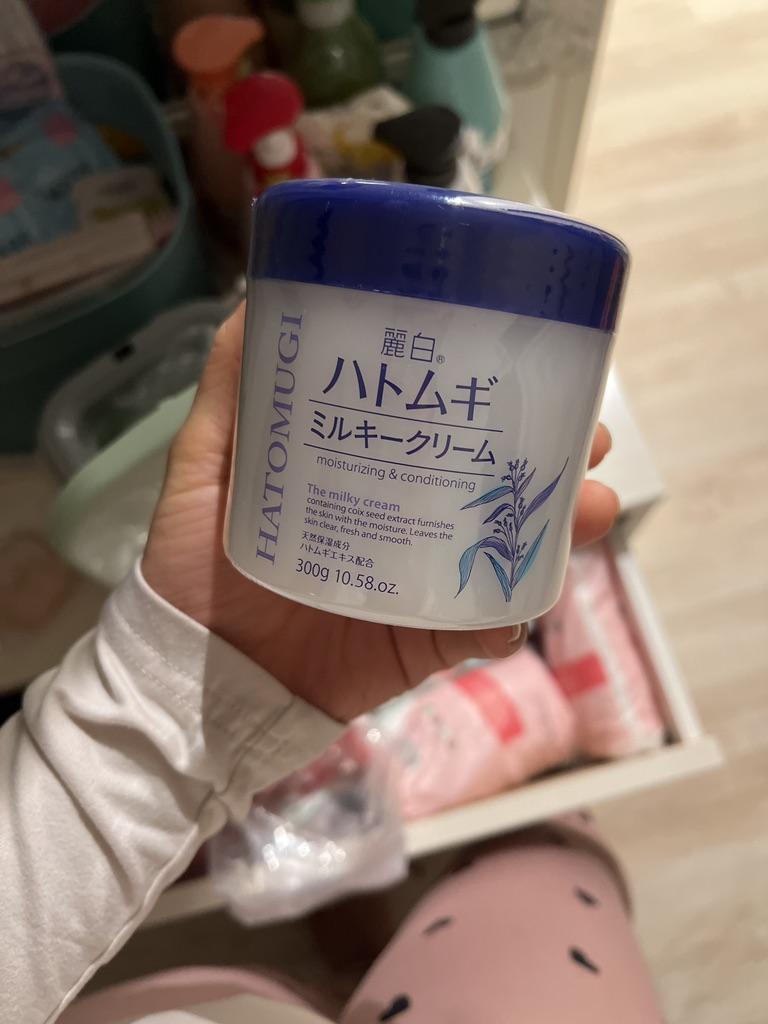 麗白®
ハトムギ
ミルキークリーム
moisturizing & conditioning
The milky cream
containing coix seed extract furnishes
the skin with the moisture. Leaves the
skin clear, fresh and smooth.
天然保湿成分
ハトムギエキス配合
300g 10.58.oz.
HATOMUGI